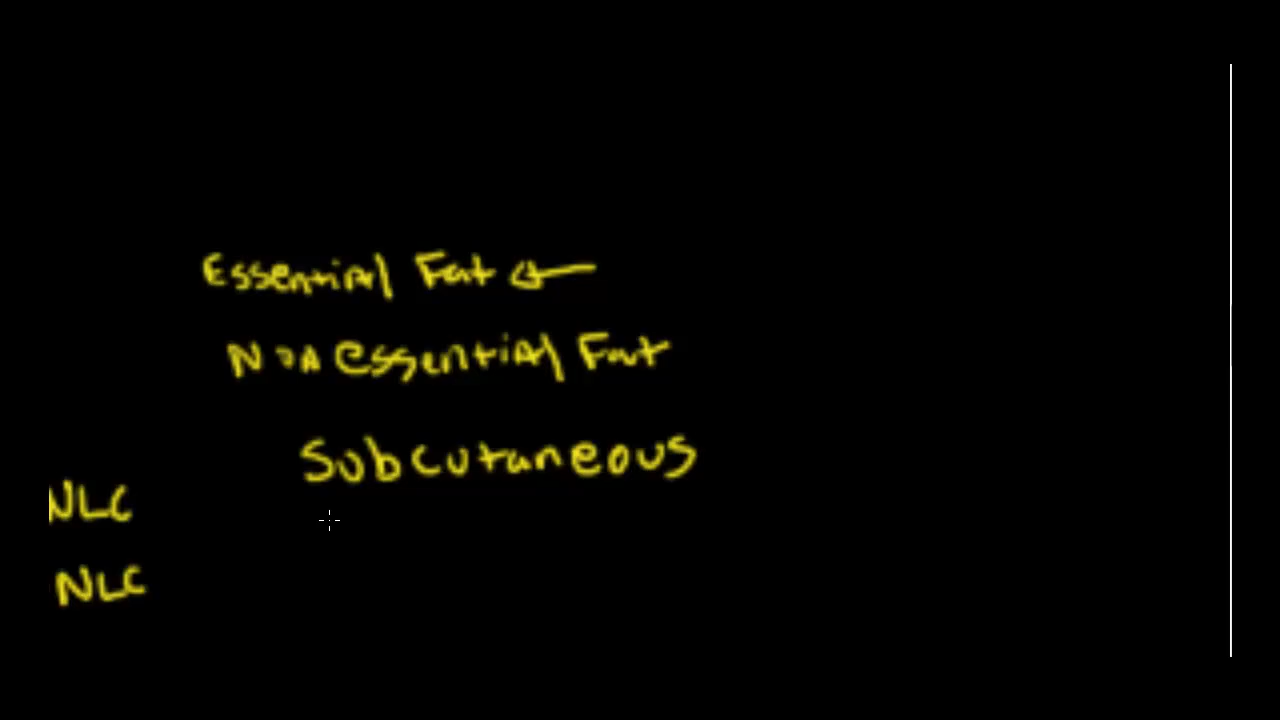 Essential Fat
Non essential Fat
Subcutaneous
NLC
NLC